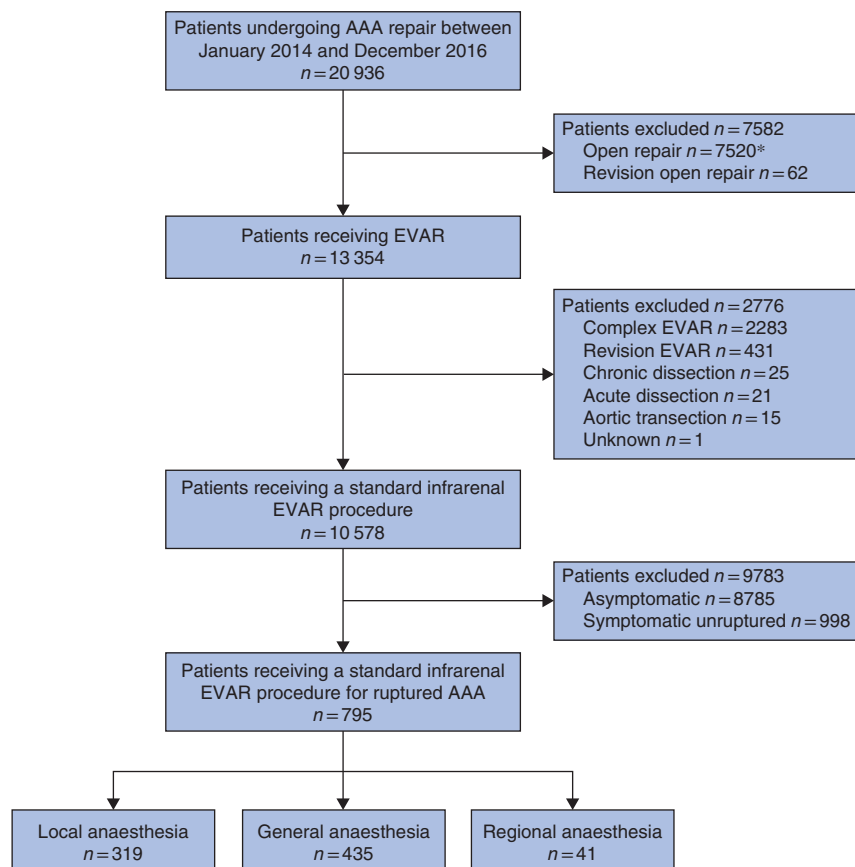 Patients undergoing AAA repair between
January 2014 and December 2016
n = 20 936
Patients excluded n = 7582
Open repair n = 7520*
Revision open repair n = 62
Patients receiving EVAR
n = 13 354
Patients excluded n = 2776
Complex EVAR n = 2283
Revision EVAR n = 431
Chronic dissection n = 25
Acute dissection n = 21
Aortic transection n = 15
Unknown n = 1
Patients receiving a standard infrarenal
EVAR procedure
n = 10 578
Patients excluded n = 9783
Asymptomatic n = 8785
Symptomatic unruptured n = 998
Patients receiving a standard infrarenal
EVAR procedure for ruptured AAA
n = 795
Local anaesthesia
n = 319
General anaesthesia
n = 435
Regional anaesthesia
n = 41